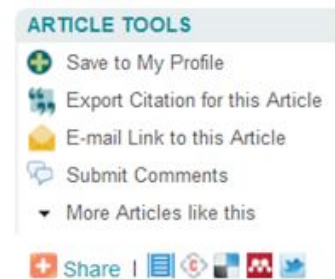 ARTICLE TOOLS
Save to My Profile
Export Citation for this Article
E-mail Link to this Article
Submit Comments
More Articles like this
Share |